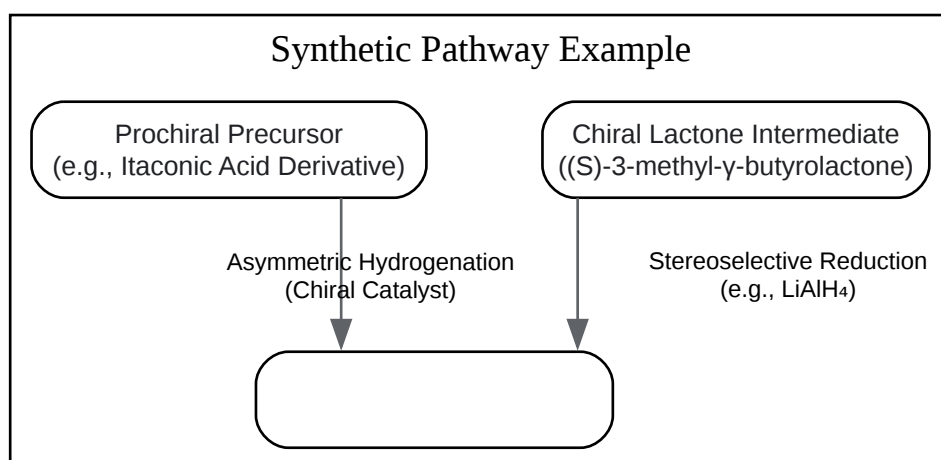 Synthetic Pathway Example
Prochiral Precursor
(e.g., Itaconic Acid Derivative)
Chiral Lactone Intermediate
((S)-3-methyl-γ-butyrolactone)
Asymmetric Hydrogenation
(Chiral Catalyst)
Stereoselective Reduction
(e.g., LiAlH₄)